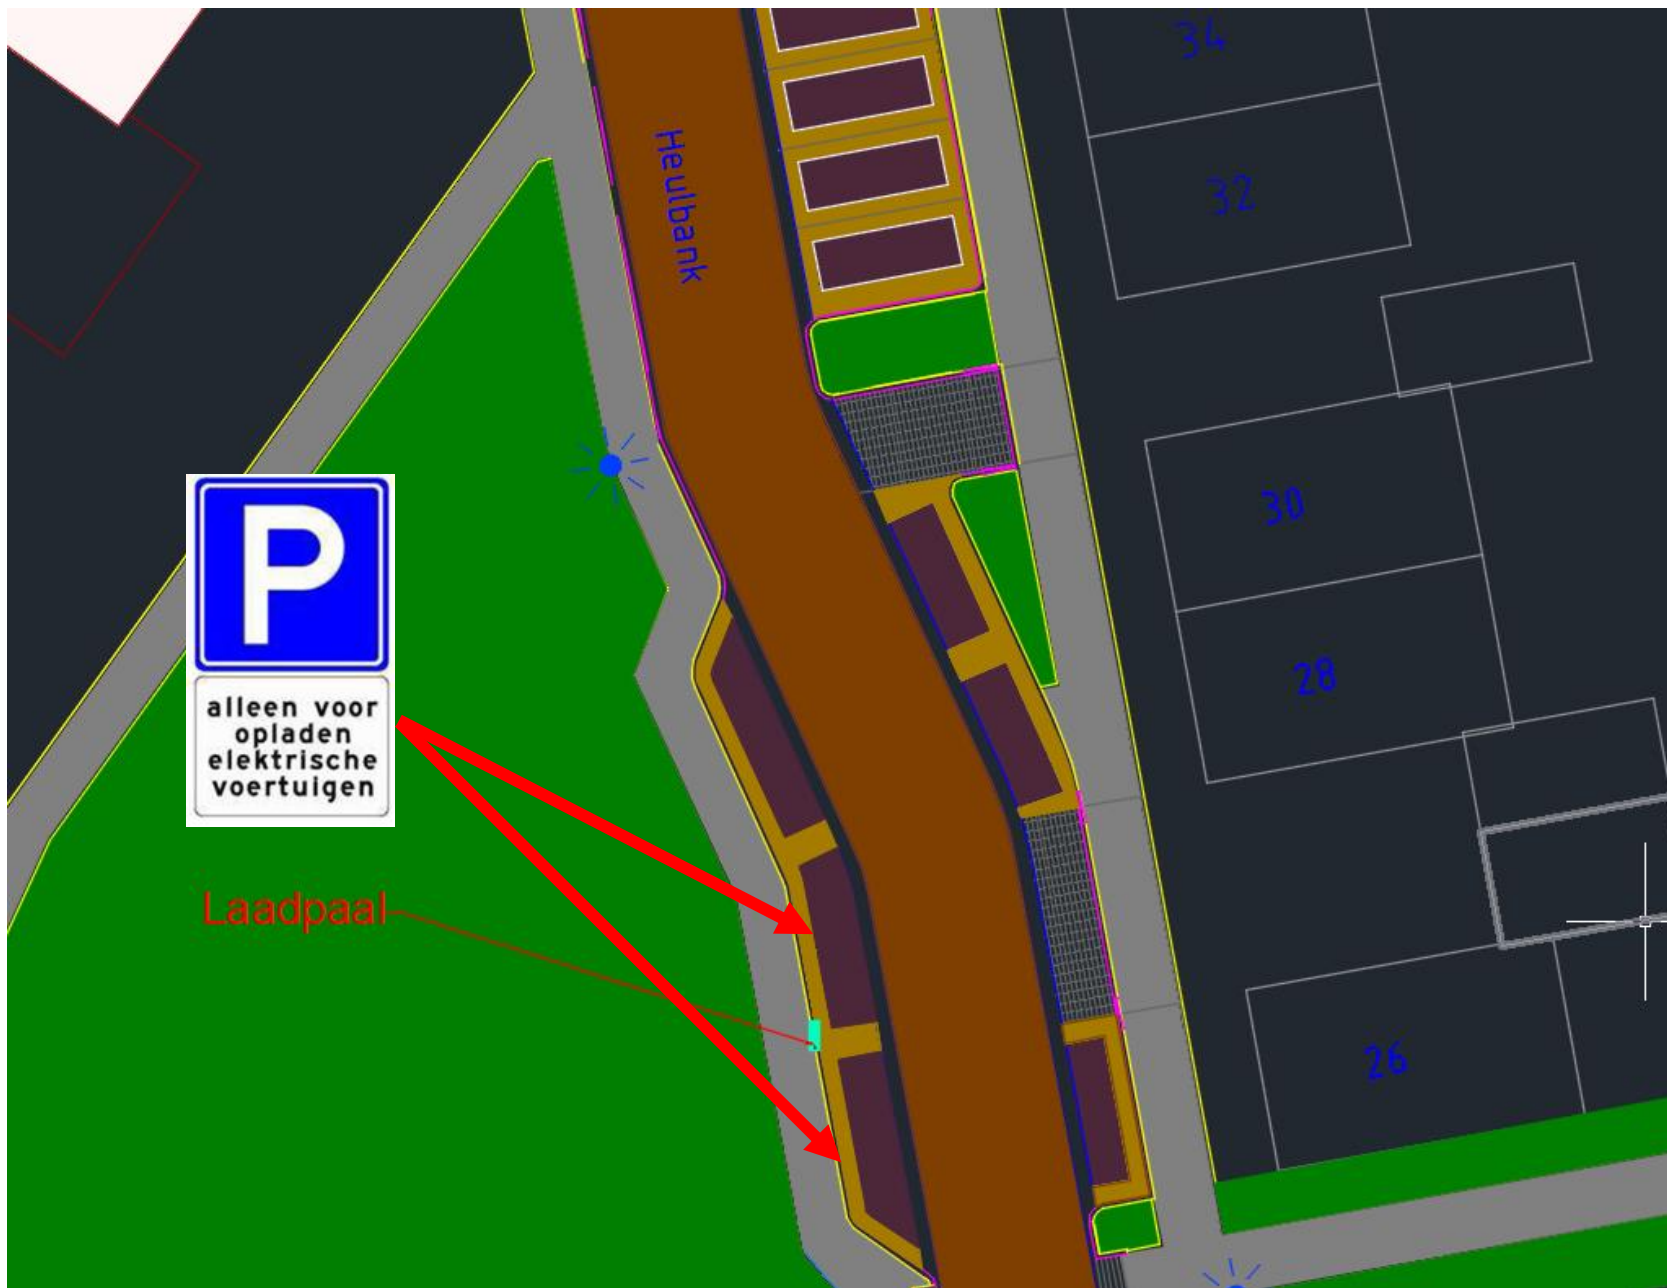 34
Heulbank
32
30
28
P
alleen voor
opladen
elektrische
voertuigen
Laadpaal
26